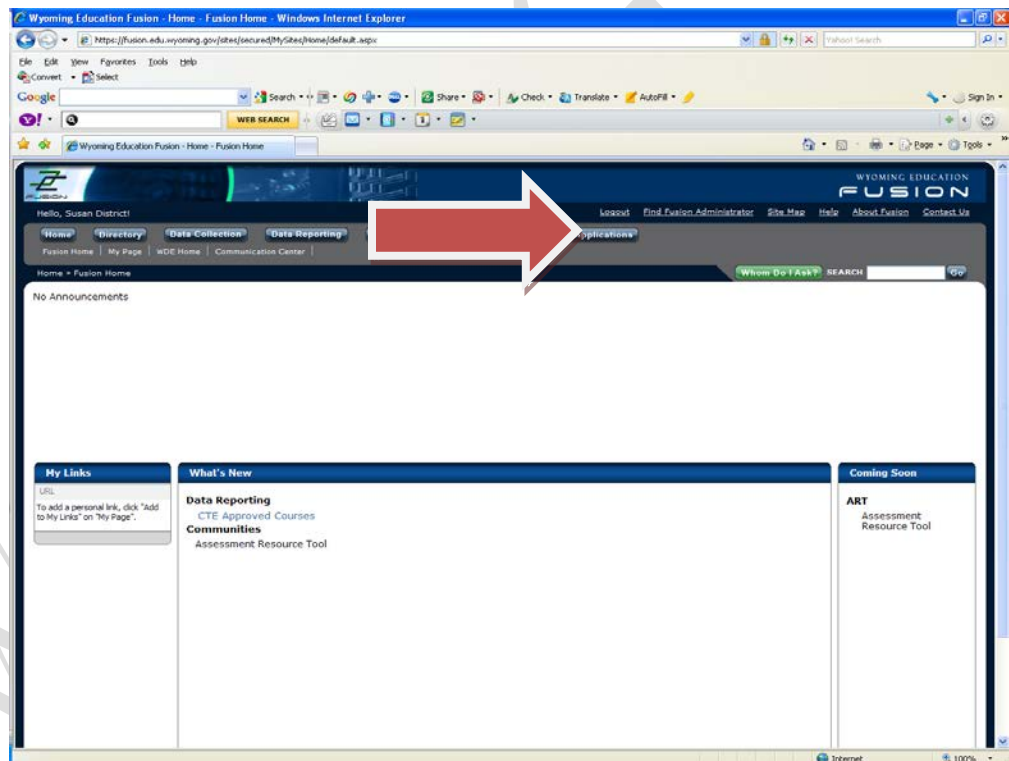 Wyoming Education Fusion - Home - Fusion Home - Windows Internet Explorer
https://fusion.edu.wyoming.gov/sites/secured/MySites/Home/default.aspx
Yahoo! Search
File Edit View Favorites Tools Help
Convert Select
Google Search Share Check Translate AutoFill Sign In
Y! WEB SEARCH
Wyoming Education Fusion - Home - Fusion Home Page Tools
FUSION WYOMING EDUCATION
FUSION
Hello, Susan District! Logout Find Fusion Administrator Site Map Help About Fusion Contact Us
Home Directory Data Collection Data Reporting
Fusion Home | My Page | WDE Home | Communication Center |
Home » Fusion Home Whom Do I Ask? SEARCH Go
No Announcements
My Links What's New Coming Soon
URL
To add a personal link, click "Add
to My Links" on "My Page".
Data Reporting
CTE Approved Courses
Communities
Assessment Resource Tool
ART
Assessment
Resource Tool
Internet 100%